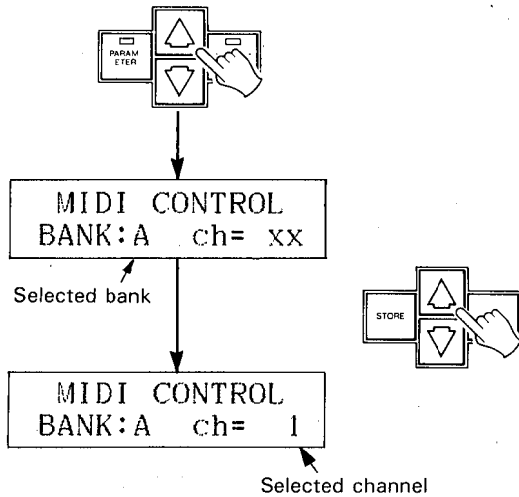 PARAM
ETER
MIDI CONTROL
BANK:A ch= xx
Selected bank
STORE
MIDI CONTROL
BANK:A ch= 1
Selected channel